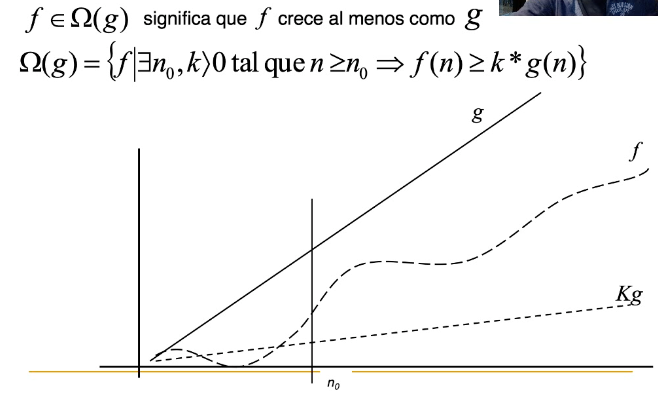 f ∈ Ω(g) significa que f crece al menos como g
Ω(g) = {f|∃n₀, k⟩0 tal que n ≥ n₀ ⇒ f(n) ≥ k * g(n)}
g
f
Kg
n₀